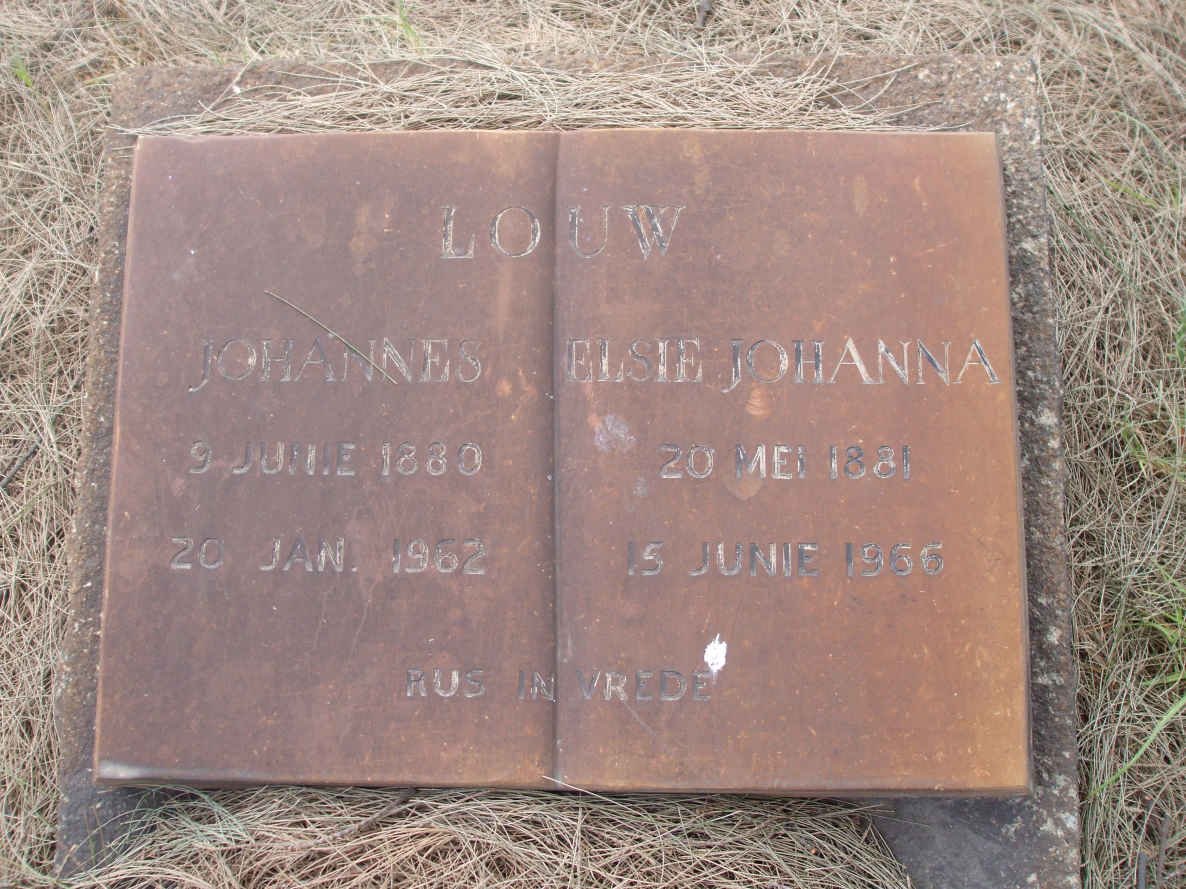 LOUW
JOHANNES ELSIE JOHANNA
9 JUNIE 1880 20 MEI 1881
20 JAN. 1962 15 JUNIE 1966
RUS IN VREDE